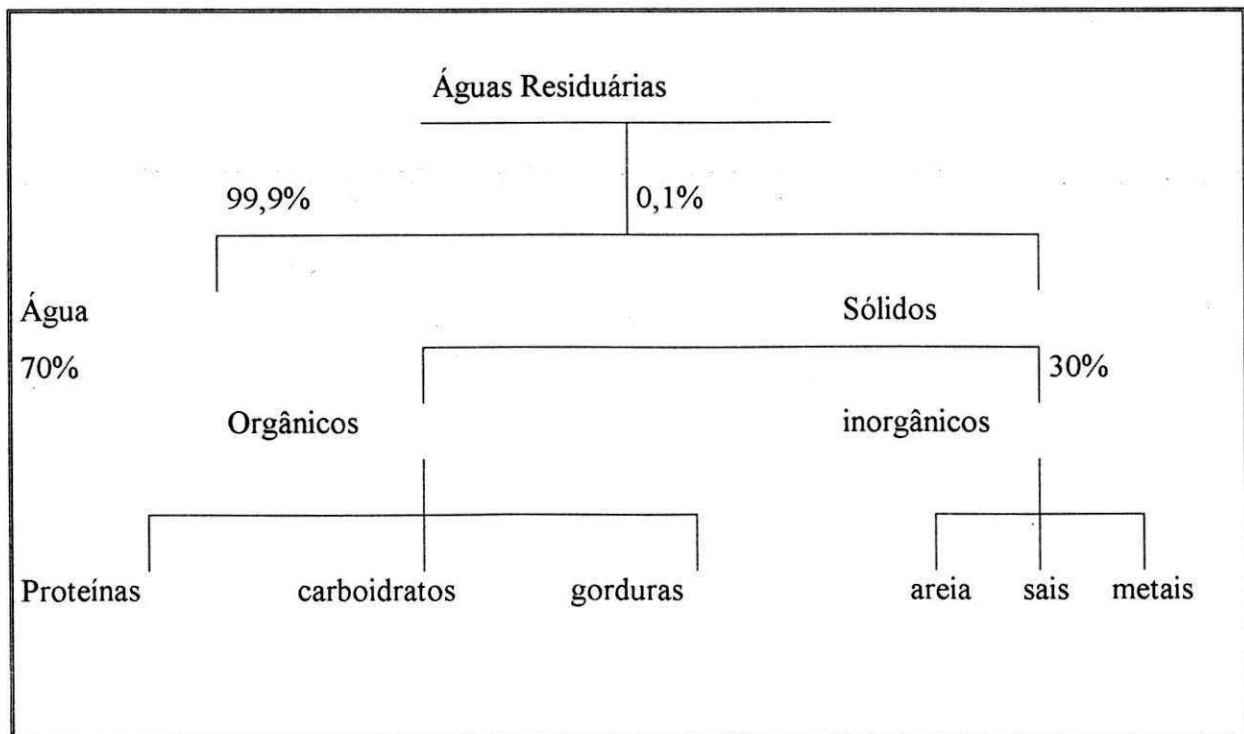 Águas Residuárias
99,9% 0,1%
Água Sólidos
70% 30%
Orgânicos inorgânicos
Proteínas carboidratos gorduras areia sais metais